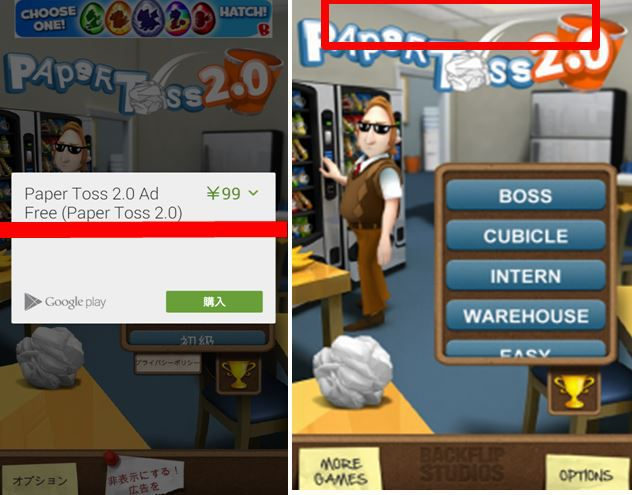 CHOOSE ONE!
HATCH!
PAPER TOSS 2.0
Paper Toss 2.0 Ad
Free (Paper Toss 2.0)
¥99
Google play
購入
初級
プライバシーポリシー
オプション
非表示にする!
広告を
PAPER TOSS 2.0
BOSS
CUBICLE
INTERN
WAREHOUSE
EASY
MORE
GAMES
BACKFLIP
STUDIOS
OPTIONS